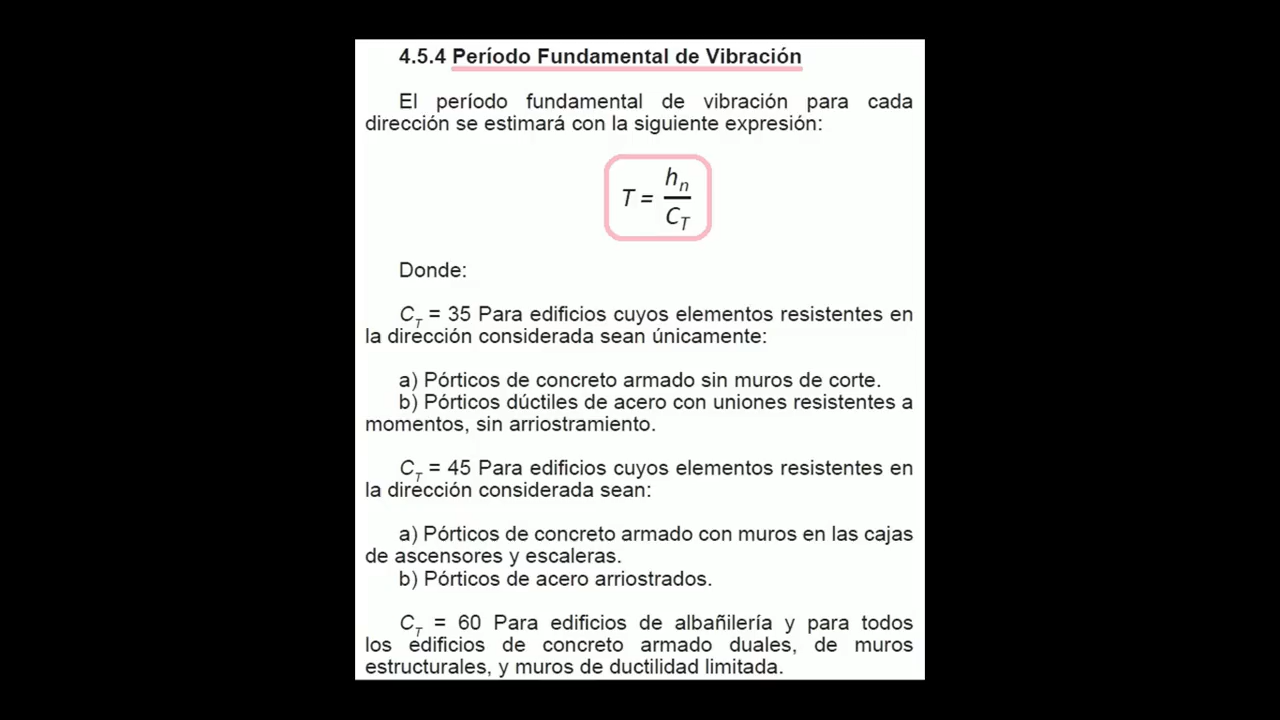 4.5.4 Período Fundamental de Vibración
El período fundamental de vibración para cada
dirección se estimará con la siguiente expresión:
T = h_n / C_T
Donde:
C_T = 35 Para edificios cuyos elementos resistentes en
la dirección considerada sean únicamente:
a) Pórticos de concreto armado sin muros de corte.
b) Pórticos dúctiles de acero con uniones resistentes a
momentos, sin arriostramiento.
C_T = 45 Para edificios cuyos elementos resistentes en
la dirección considerada sean:
a) Pórticos de concreto armado con muros en las cajas
de ascensores y escaleras.
b) Pórticos de acero arriostrados.
C_T = 60 Para edificios de albañilería y para todos
los edificios de concreto armado duales, de muros
estructurales, y muros de ductilidad limitada.